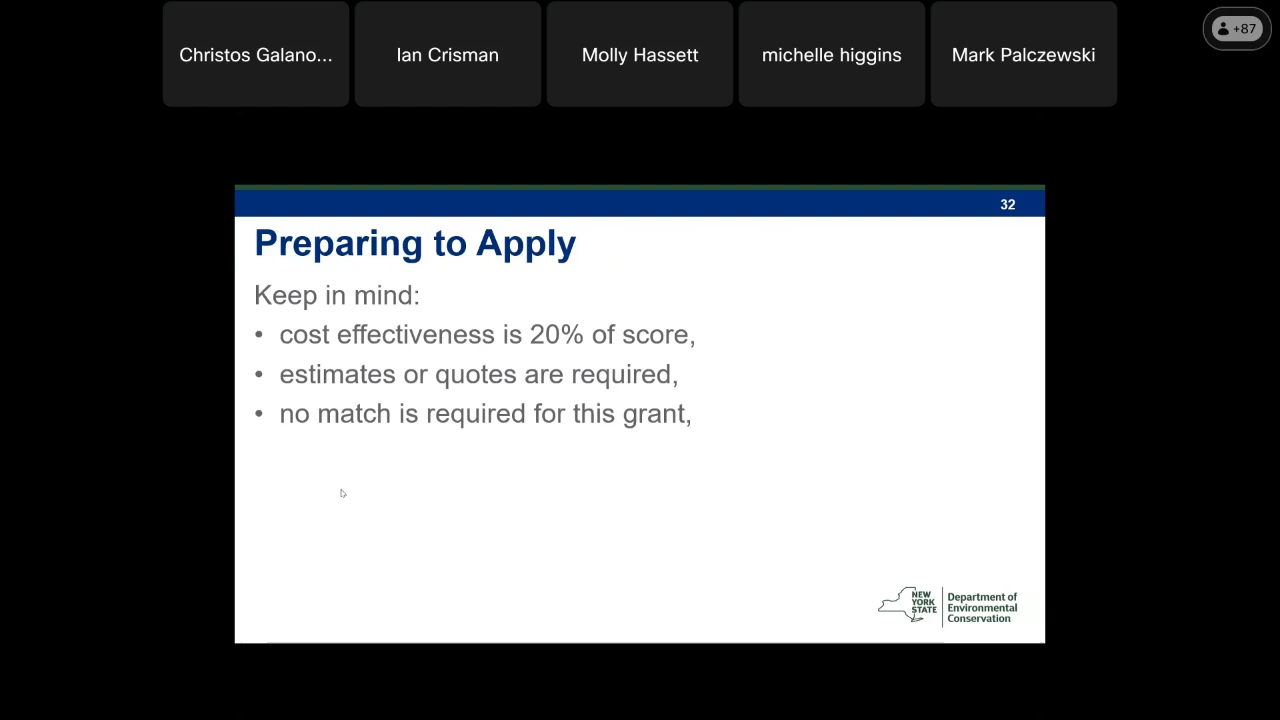 Christos Galano...
Ian Crisman
Molly Hassett
michelle higgins
Mark Palczewski
+87
32
Preparing to Apply
Keep in mind:
• cost effectiveness is 20% of score,
• estimates or quotes are required,
• no match is required for this grant,
NEW
YORK
STATE
Department of
Environmental
Conservation